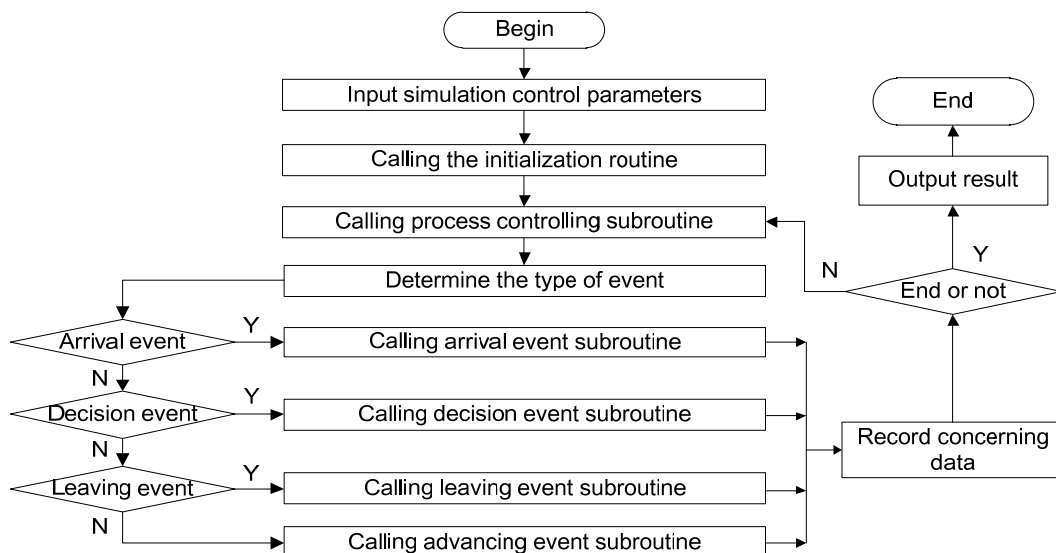 Begin
Input simulation control parameters
End
Calling the initialization routine
Output result
Calling process controlling subroutine
Y
N
Determine the type of event
End or not
Y
Arrival event
Calling arrival event subroutine
N
Y
Decision event
Calling decision event subroutine
Record concerning
data
N
Y
Leaving event
Calling leaving event subroutine
N
Calling advancing event subroutine